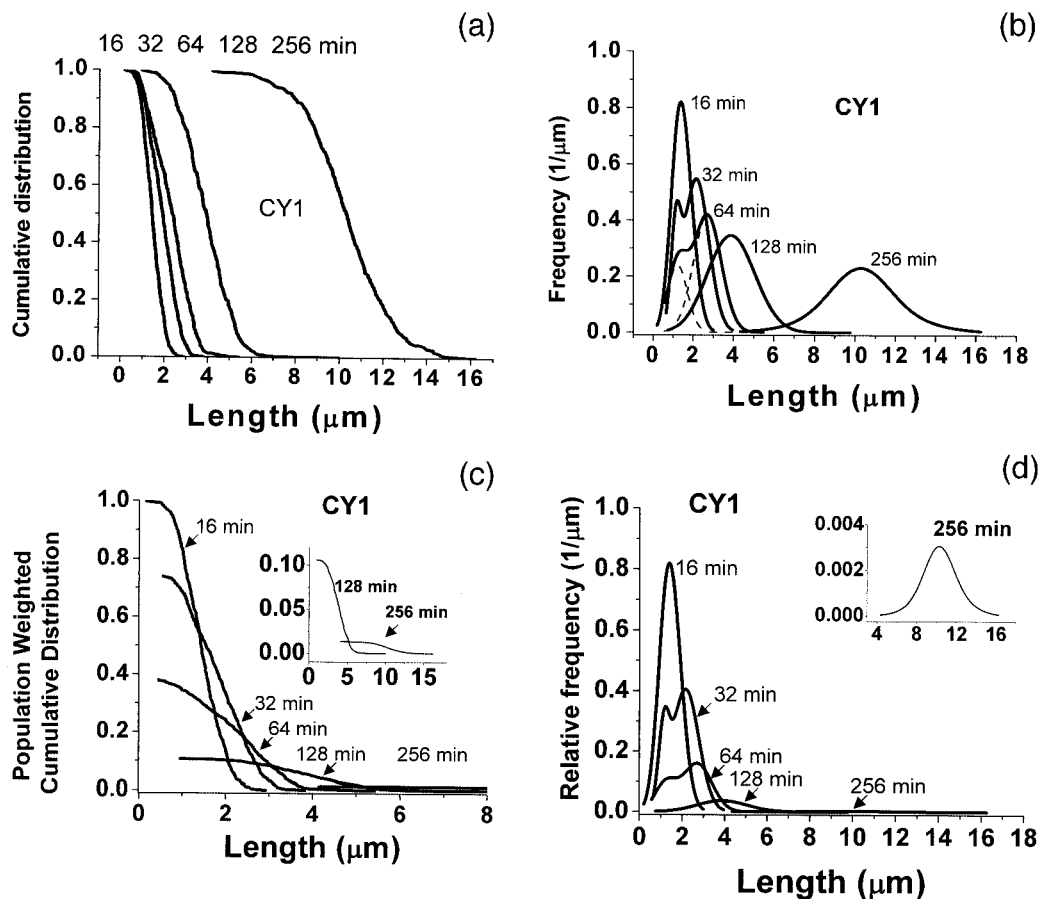 (a)
16 32 64 128 256 min
1.0
0.8
0.6
0.4
0.2
0.0
Cumulative distribution
CY1
0 2 4 6 8 10 12 14 16
Length (μm)
(b)
1.0
0.8
0.6
0.4
0.2
0.0
Frequency (1/μm)
16 min
CY1
32 min
64 min
128 min
256 min
0 2 4 6 8 10 12 14 16 18
Length (μm)
(c)
CY1
1.0
0.8
0.6
0.4
0.2
0.0
Population Weighted
Cumulative Distribution
16 min
0.10
0.05
0.00
128 min
256 min
0 5 10 15
32 min
64 min
128 min
256 min
0 2 4 6 8
Length (μm)
(d)
CY1
1.0
0.8
0.6
0.4
0.2
0.0
Relative frequency (1/μm)
16 min
0.004
0.002
0.000
256 min
4 8 12 16
32 min
64 min
128 min
256 min
0 2 4 6 8 10 12 14 16 18
Length (μm)